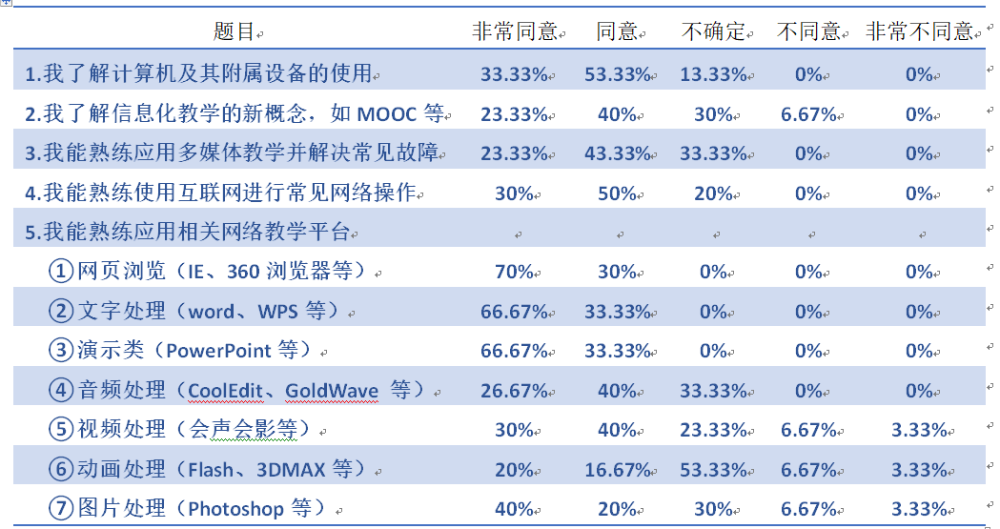 题目 非常同意 同意 不确定 不同意 非常不同意
1.我了解计算机及其附属设备的使用 33.33% 53.33% 13.33% 0% 0%
2.我了解信息化教学的新概念，如 MOOC 等 23.33% 40% 30% 6.67% 0%
3.我能熟练应用多媒体教学并解决常见故障 23.33% 43.33% 33.33% 0% 0%
4.我能熟练使用互联网进行常见网络操作 30% 50% 20% 0% 0%
5.我能熟练应用相关网络教学平台
①网页浏览（IE、360 浏览器等） 70% 30% 0% 0% 0%
②文字处理（word、WPS 等） 66.67% 33.33% 0% 0% 0%
③演示类（PowerPoint 等） 66.67% 33.33% 0% 0% 0%
④音频处理（CoolEdit、GoldWave 等） 26.67% 40% 33.33% 0% 0%
⑤视频处理（会声会影等） 30% 40% 23.33% 6.67% 3.33%
⑥动画处理（Flash、3DMAX 等） 20% 16.67% 53.33% 6.67% 3.33%
⑦图片处理（Photoshop 等） 40% 20% 30% 6.67% 3.33%